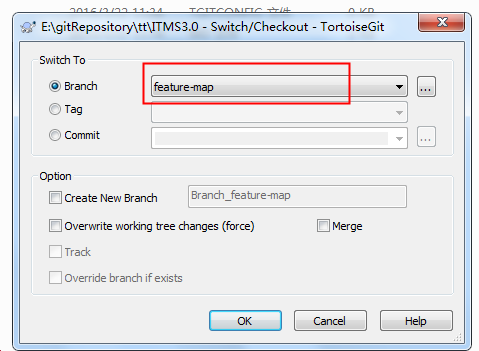 E:\gitRepository\tt\ITMS3.0 - Switch/Checkout - TortoiseGit
Switch To
Branch
feature-map
...
Tag
Commit
...
Option
Create New Branch
Branch_feature-map
Overwrite working tree changes (force)
Merge
Track
Override branch if exists
OK
Cancel
Help